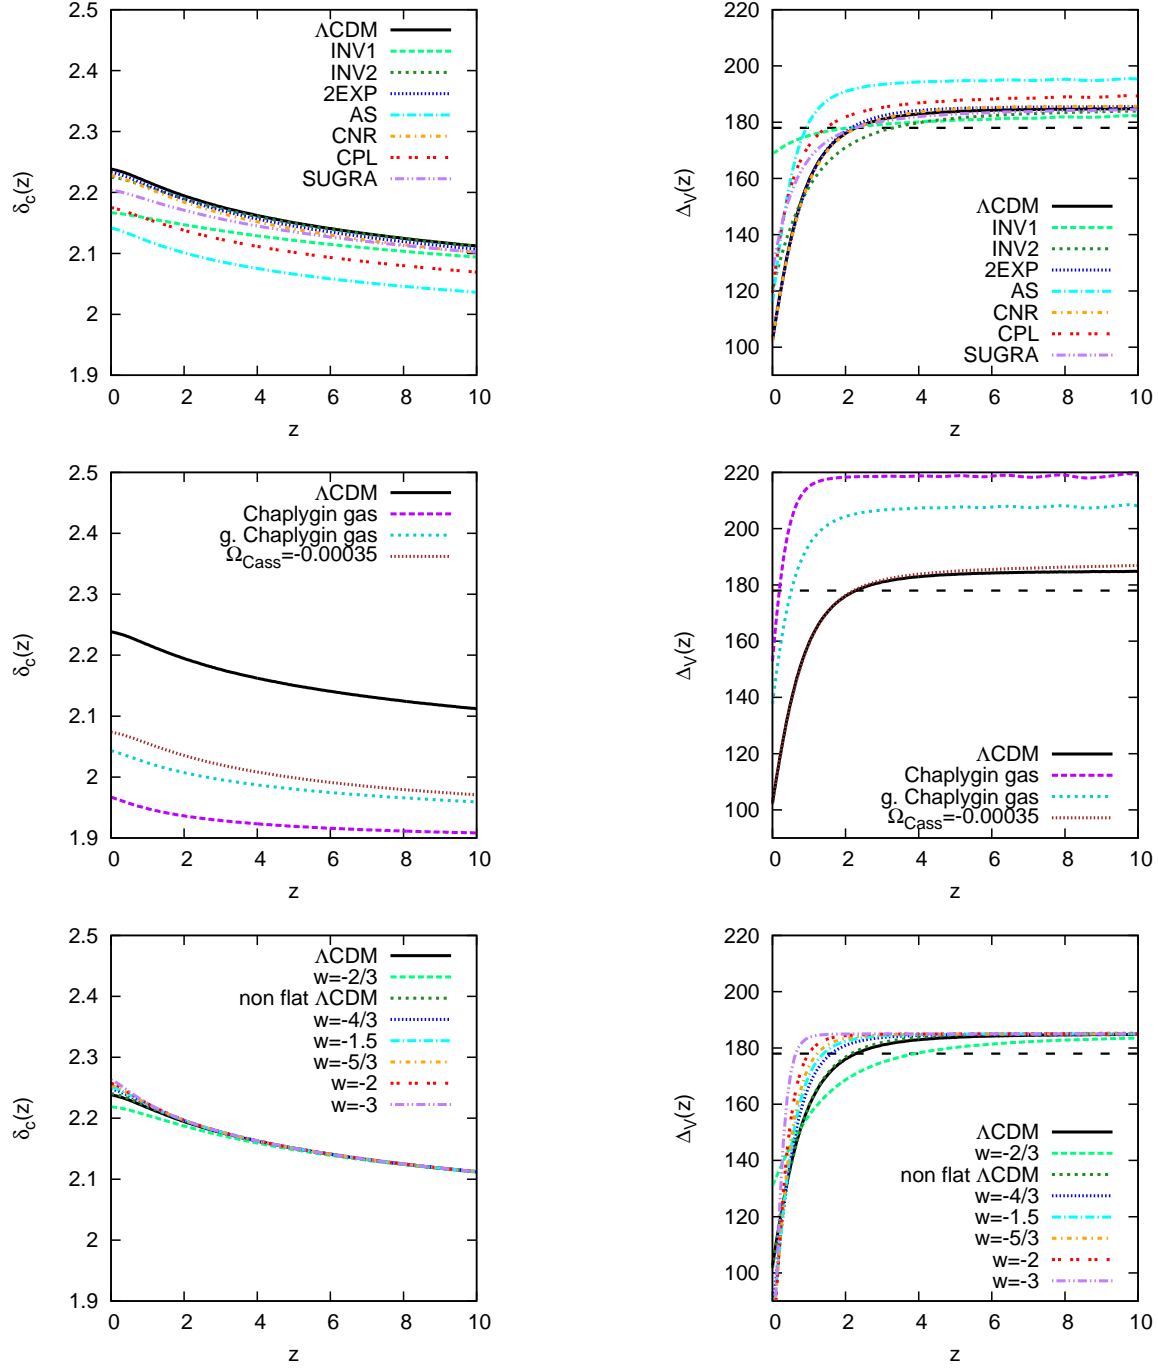 2.5
2.4
2.3
2.2
2.1
2
1.9
δc(z)
ΛCDM
INV1
INV2
2EXP
AS
CNR
CPL
SUGRA
0 2 4 6 8 10
z
220
200
180
160
140
120
100
ΔV(z)
ΛCDM
INV1
INV2
2EXP
AS
CNR
CPL
SUGRA
0 2 4 6 8 10
z
2.5
2.4
2.3
2.2
2.1
2
1.9
δc(z)
ΛCDM
Chaplygin gas
g. Chaplygin gas
ΩCass=-0.00035
0 2 4 6 8 10
z
220
200
180
160
140
120
100
ΔV(z)
ΛCDM
Chaplygin gas
g. Chaplygin gas
ΩCass=-0.00035
0 2 4 6 8 10
z
2.5
2.4
2.3
2.2
2.1
2
1.9
δc(z)
ΛCDM
w=-2/3
non flat ΛCDM
w=-4/3
w=-1.5
w=-5/3
w=-2
w=-3
0 2 4 6 8 10
z
220
200
180
160
140
120
100
ΔV(z)
ΛCDM
w=-2/3
non flat ΛCDM
w=-4/3
w=-1.5
w=-5/3
w=-2
w=-3
0 2 4 6 8 10
z